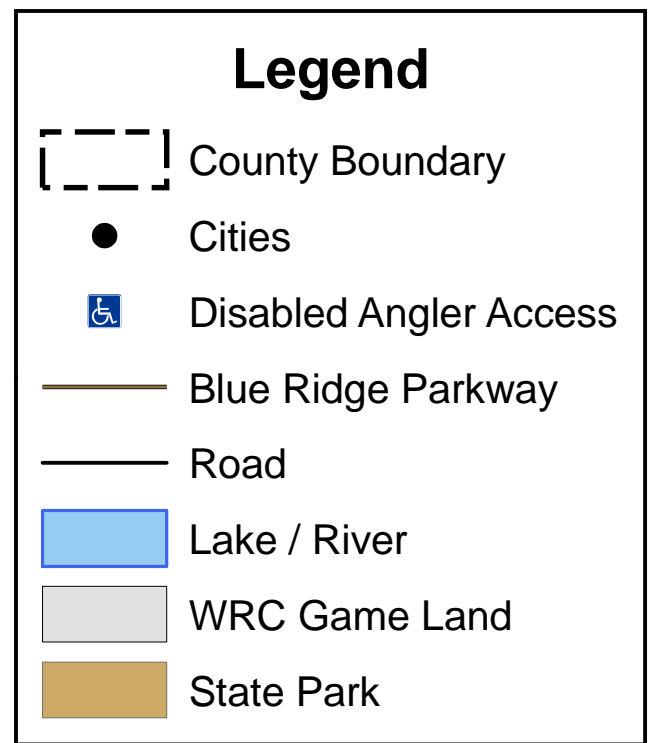 Legend
County Boundary
Cities
Disabled Angler Access
Blue Ridge Parkway
Road
Lake / River
WRC Game Land
State Park